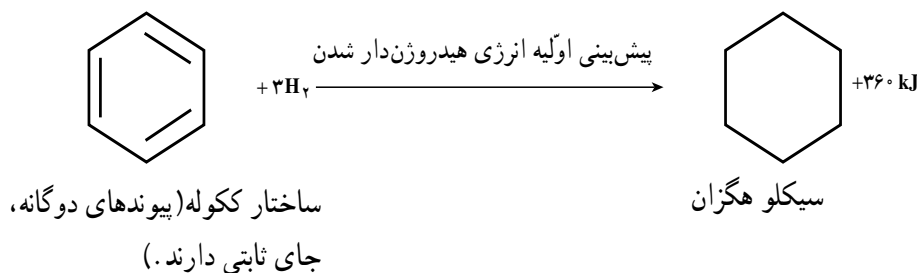 پیش‌بینی اوّلیه انرژی هیدروژن‌دار شدن
+۳H₂
+۳۶۰ kJ
سیکلو هگزان
ساختار ککوله(پیوندهای دوگانه،
جای ثابتی دارند.)